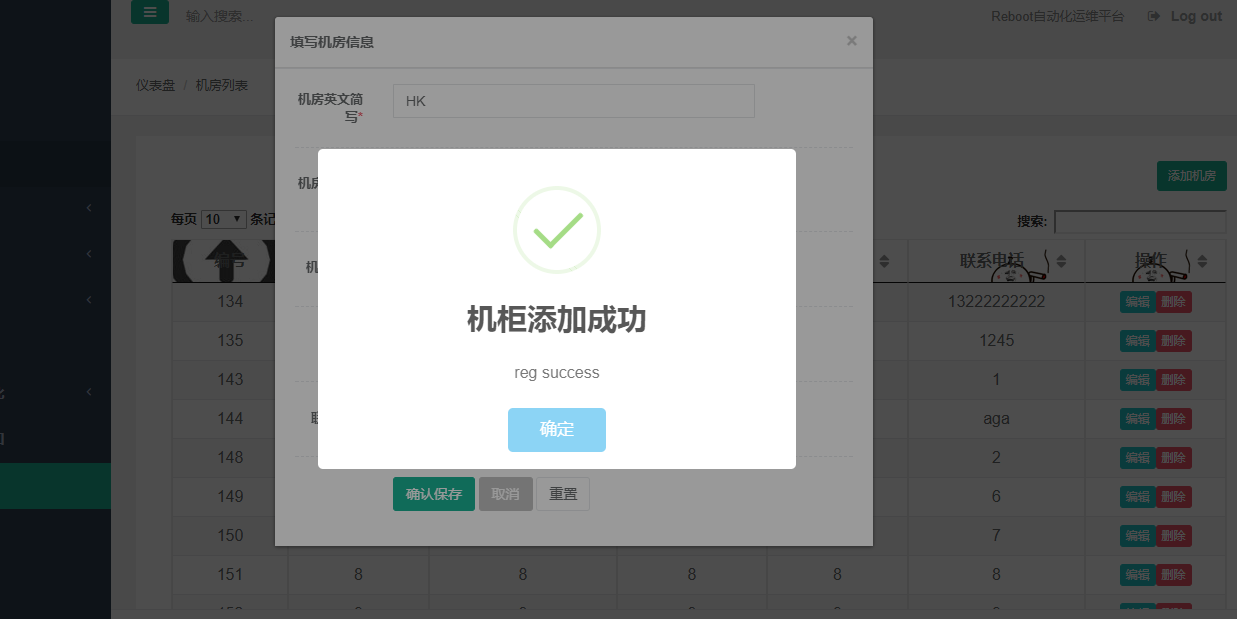 输入搜索...
Reboot自动化运维平台
Log out
填写机房信息
×
仪表盘 / 机房列表
机房英文简
写*
HK
添加机房
每页 10 条记
搜索:
编号
联系电话
操作
机柜添加成功
reg success
确定
134
13222222222
编辑 删除
135
1245
编辑 删除
143
1
编辑 删除
144
aga
编辑 删除
148
2
编辑 删除
149
6
编辑 删除
150
7
编辑 删除
151
8
8
8
8
8
编辑 删除
确认保存
取消
重置